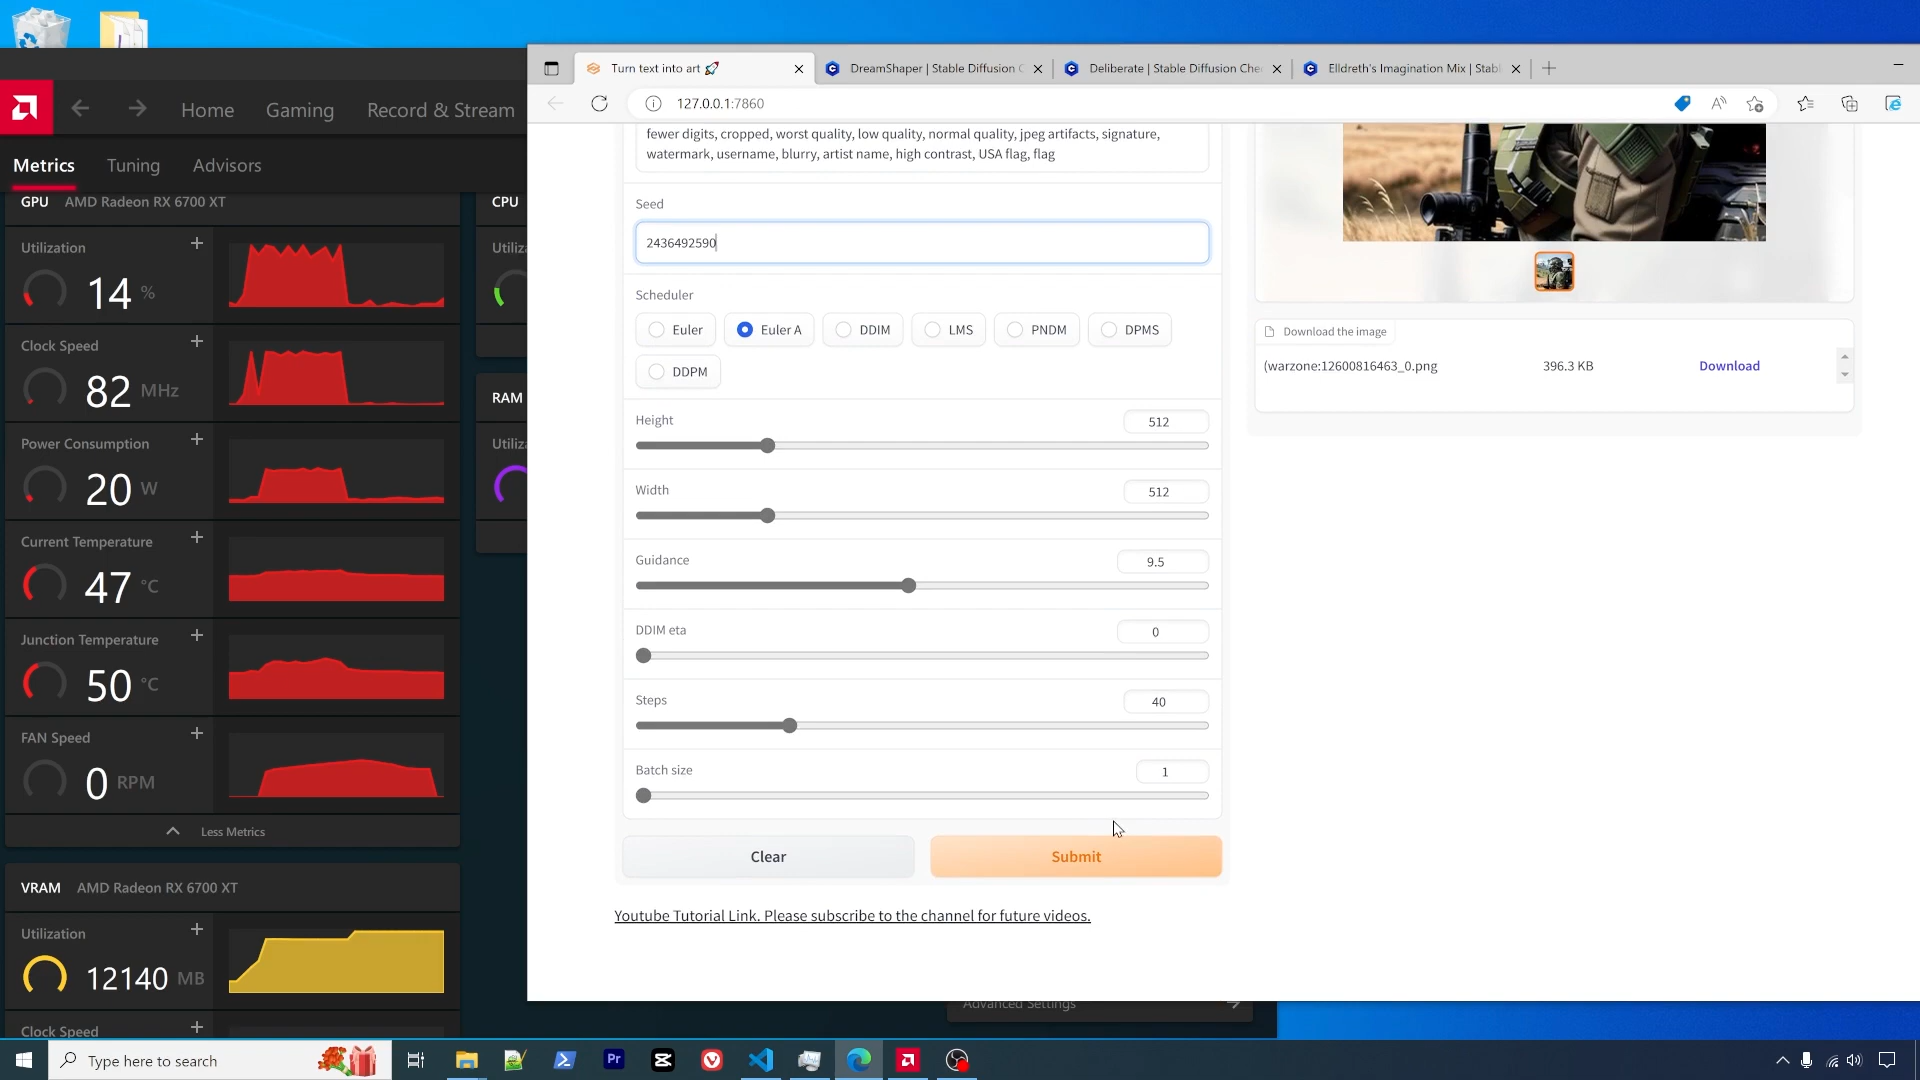 Home
Gaming
Record & Stream
Metrics
Tuning
Advisors
GPU AMD Radeon RX 6700 XT
Utilization
14 %
Clock Speed
82 MHz
Power Consumption
20 W
Current Temperature
47 °C
Junction Temperature
50 °C
FAN Speed
0 RPM
Less Metrics
VRAM AMD Radeon RX 6700 XT
Utilization
12140 MB
Clock Speed
CPU
RAM
Turn text into art 🚀
DreamShaper | Stable Diffusion
Deliberate | Stable Diffusion
Elldreth's Imagination Mix |
127.0.0.1:7860
fewer digits, cropped, worst quality, low quality, normal quality, jpeg artifacts, signature,
watermark, username, blurry, artist name, high contrast, USA flag, flag
Seed
2436492590
Scheduler
Euler
Euler A
DDIM
LMS
PNDM
DPMS
DDPM
Height
512
Width
512
Guidance
9.5
DDIM eta
0
Steps
40
Batch size
1
Clear
Submit
Youtube Tutorial Link. Please subscribe to the channel for future videos.
Download the image
(warzone:12600816463_0.png
396.3 KB
Download
Advanced Settings
Type here to search
Pr